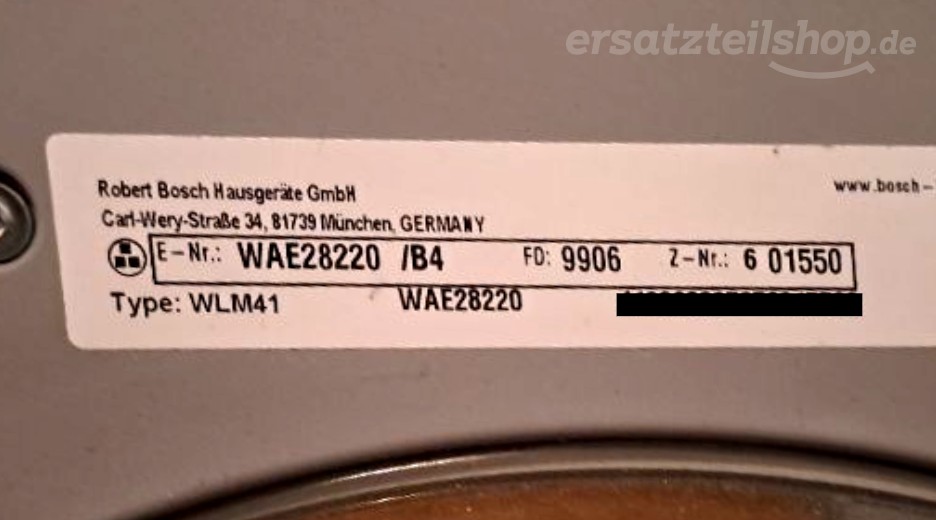 ersatzteilshop.de
Robert Bosch Hausgeräte GmbH
www.bosch-
Carl-Wery-Straße 34, 81739 München, GERMANY
E-Nr.: WAE28220 /B4 FD: 9906 Z-Nr.: 6 01550
Type: WLM41 WAE28220